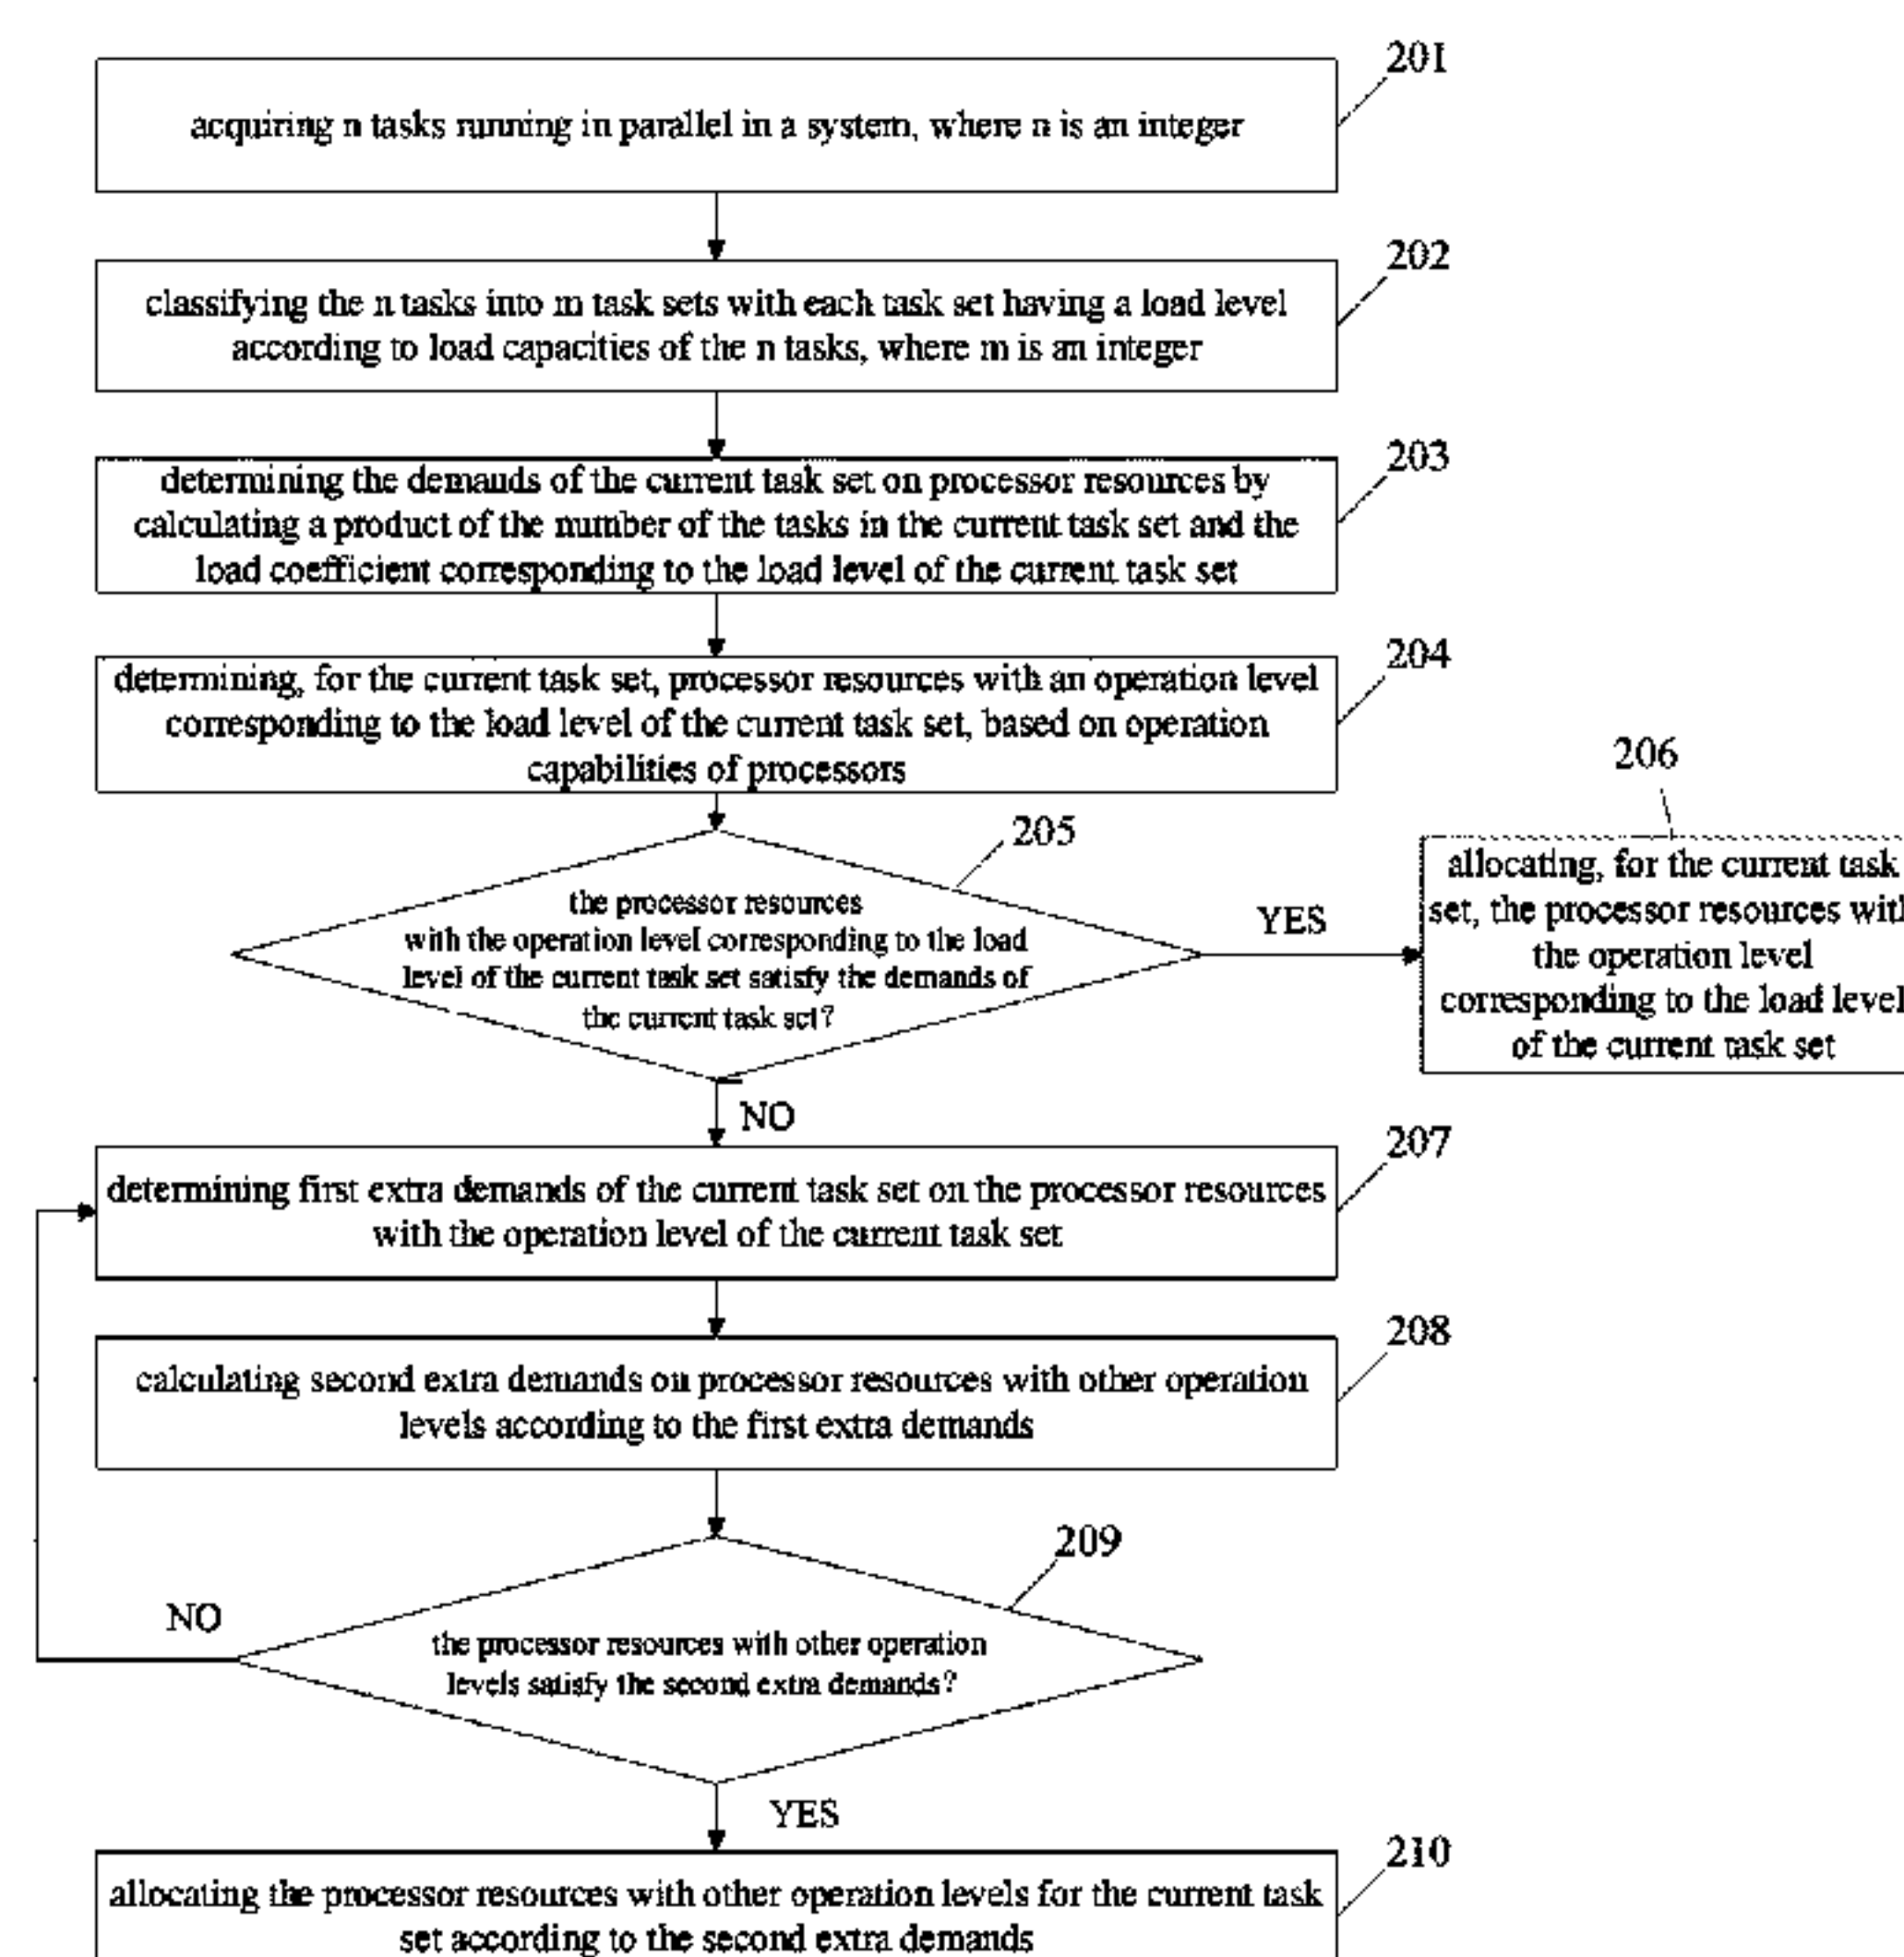 201
acquiring n tasks running in parallel in a system, where n is an integer
202
classifying the n tasks into m task sets with each task set having a load level
according to load capacities of the n tasks, where m is an integer
203
determining the demands of the current task set on processor resources by
calculating a product of the number of the tasks in the current task set and the
load coefficient corresponding to the load level of the current task set
204
determining, for the current task set, processor resources with an operation level
corresponding to the load level of the current task set, based on operation
capabilities of processors
205
the processor resources
with the operation level corresponding to the load
level of the current task set satisfy the demands of
the current task set?
YES
206
allocating, for the current task
set, the processor resources with
the operation level
corresponding to the load level
of the current task set
NO
207
determining first extra demands of the current task set on the processor resources
with the operation level of the current task set
208
calculating second extra demands on processor resources with other operation
levels according to the first extra demands
209
NO
the processor resources with other operation
levels satisfy the second extra demands?
YES
210
allocating the processor resources with other operation levels for the current task
set according to the second extra demands